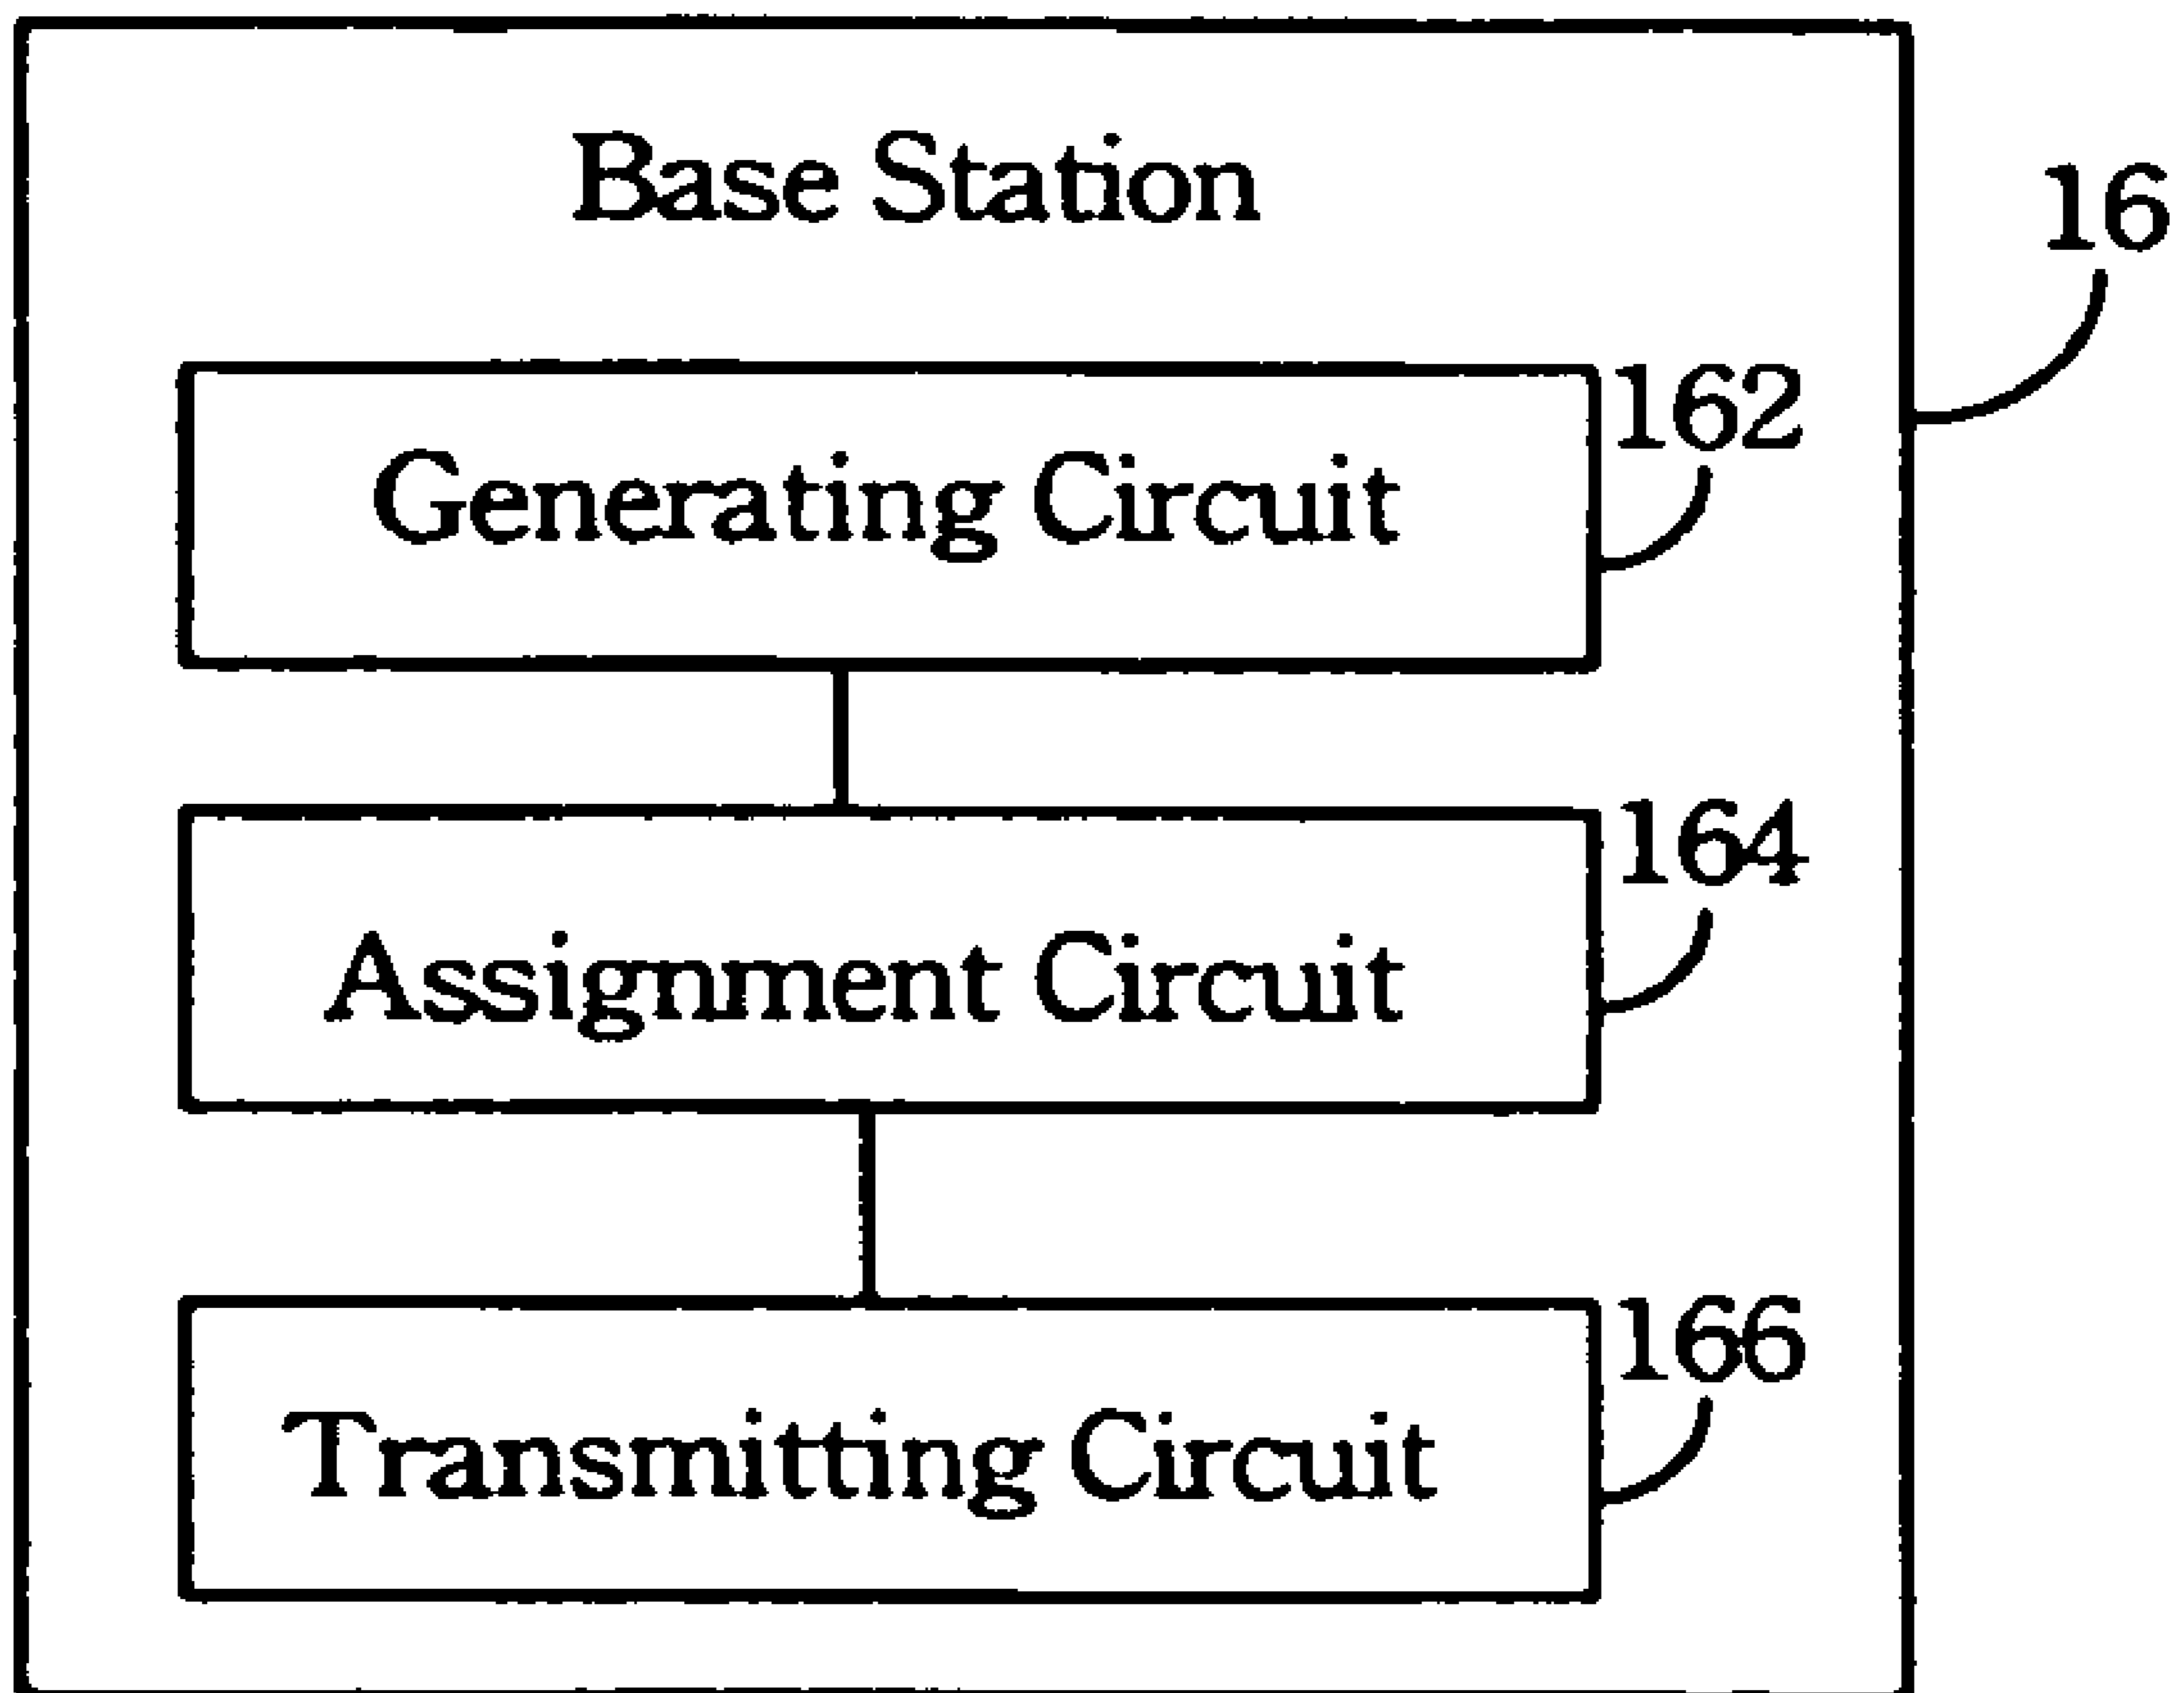 Base Station
16
162
Generating Circuit
164
Assignment Circuit
166
Transmitting Circuit